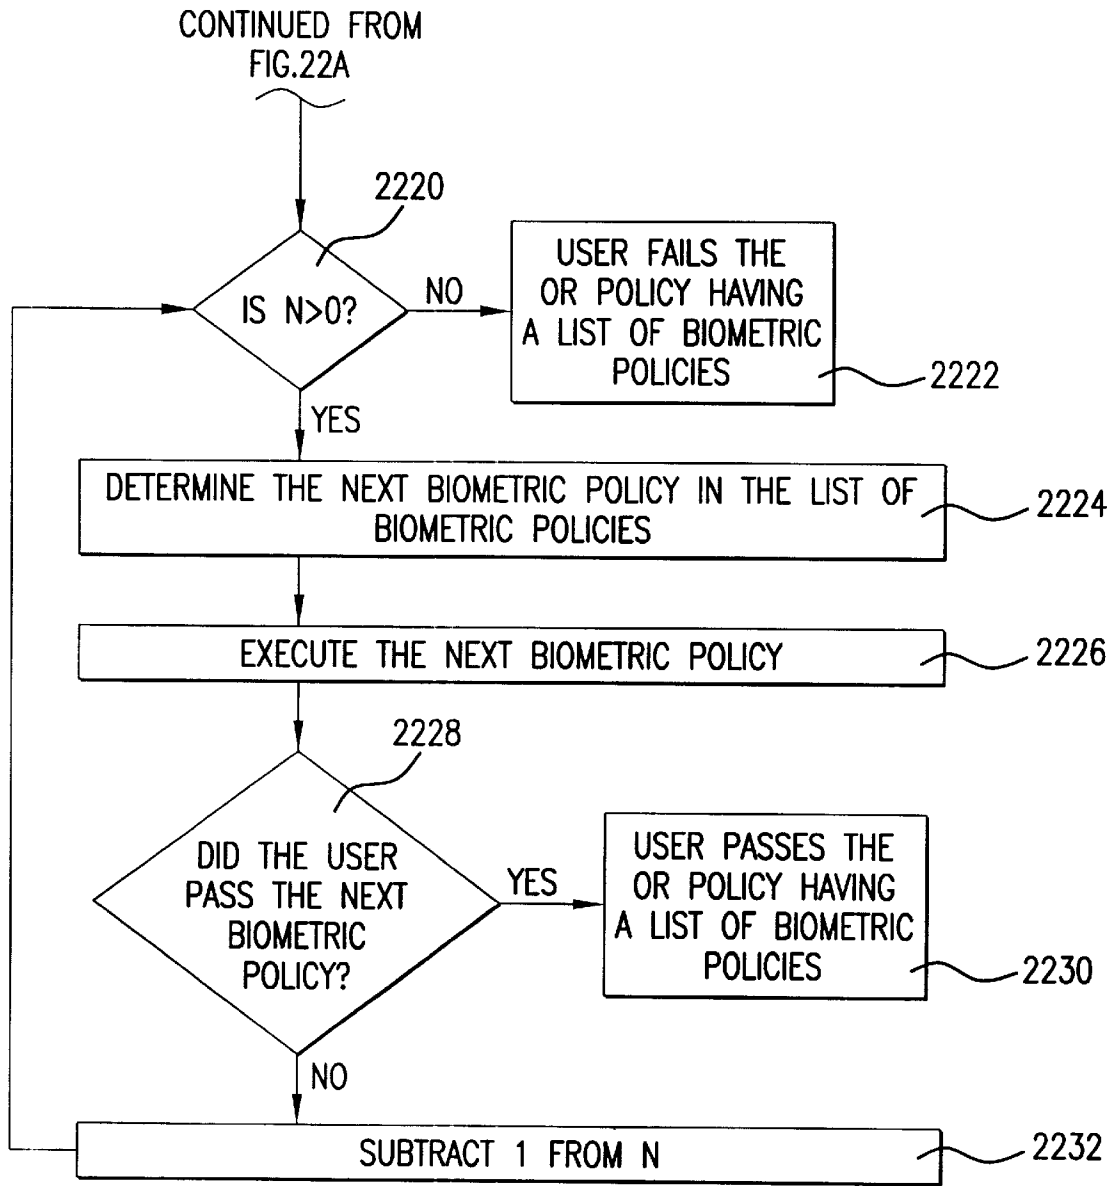 CONTINUED FROM
FIG.22A
2220
IS N>0?
NO
USER FAILS THE
OR POLICY HAVING
A LIST OF BIOMETRIC
POLICIES
2222
YES
DETERMINE THE NEXT BIOMETRIC POLICY IN THE LIST OF
BIOMETRIC POLICIES
2224
EXECUTE THE NEXT BIOMETRIC POLICY
2226
2228
DID THE USER
PASS THE NEXT
BIOMETRIC
POLICY?
YES
USER PASSES THE
OR POLICY HAVING
A LIST OF BIOMETRIC
POLICIES
2230
NO
SUBTRACT 1 FROM N
2232